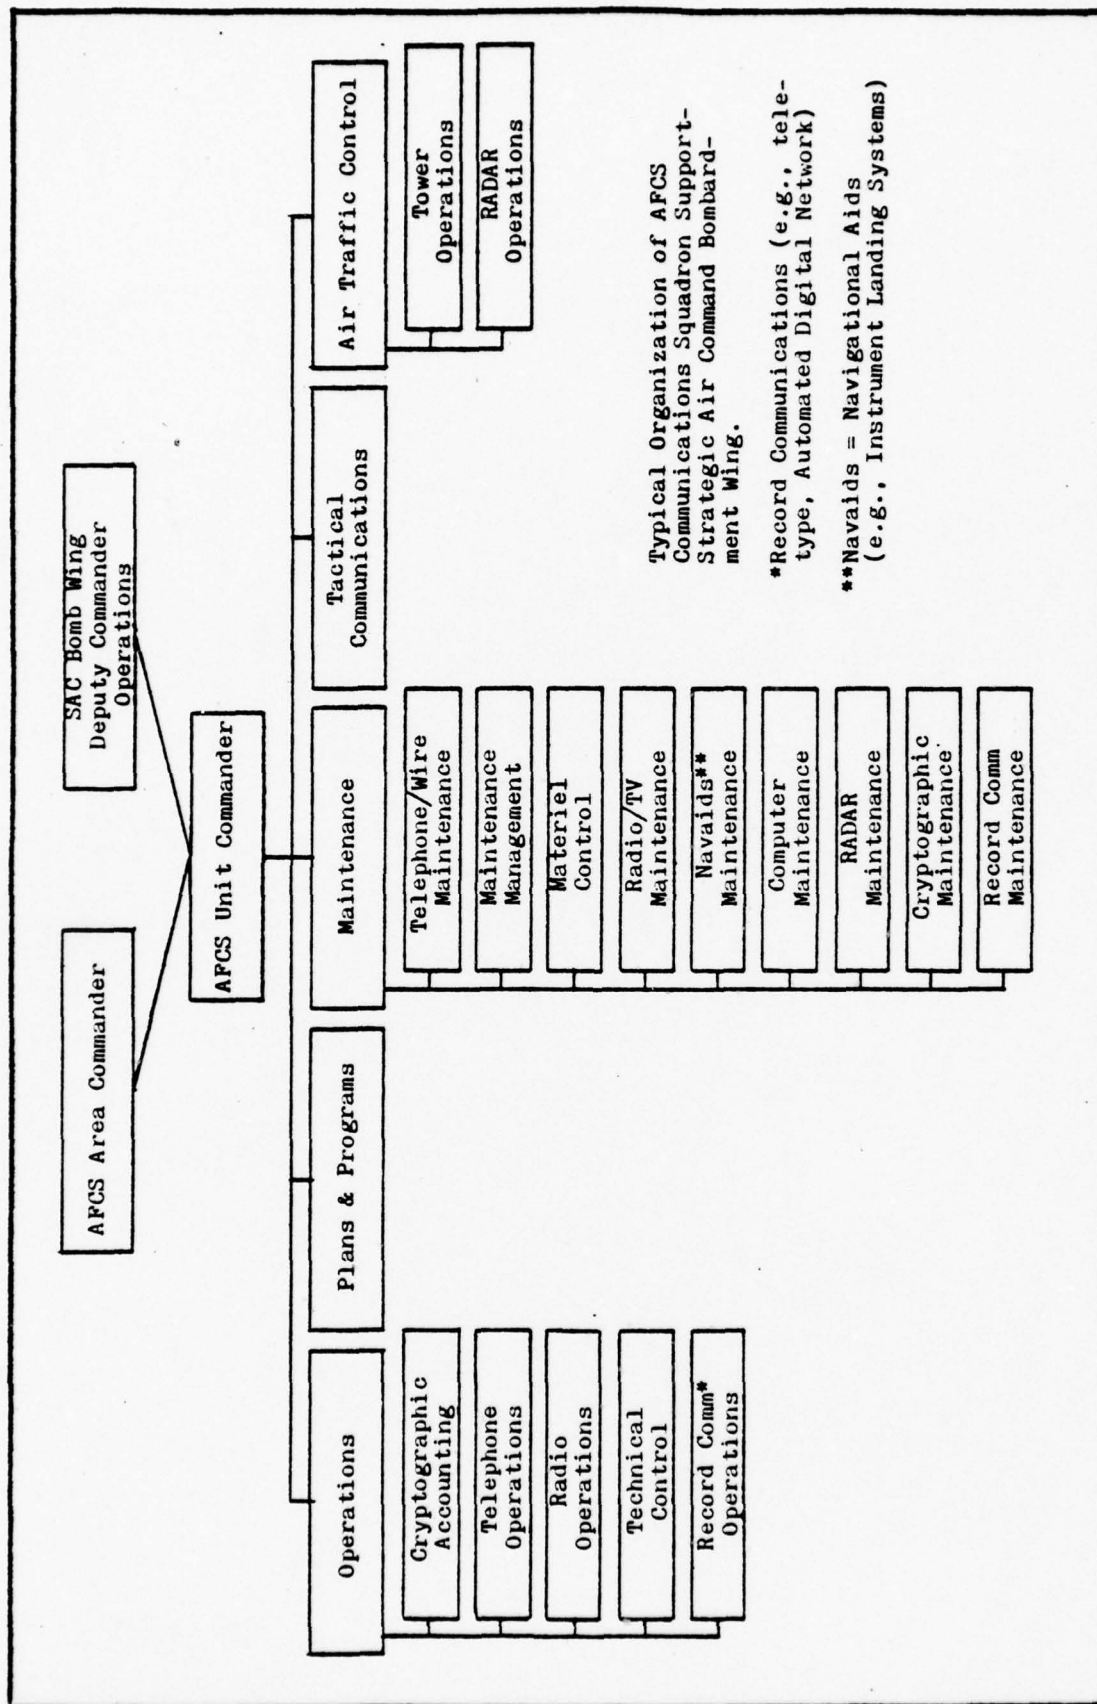 AFCS Area Commander
SAC Bomb Wing
Deputy Commander
Operations
AFCS Unit Commander
Operations
Plans & Programs
Maintenance
Tactical
Communications
Air Traffic Control
Cryptographic
Accounting
Telephone
Operations
Radio
Operations
Technical
Control
Record Comm*
Operations
Telephone/Wire
Maintenance
Maintenance
Management
Materiel
Control
Radio/TV
Maintenance
Navaids**
Maintenance
Computer
Maintenance
RADAR
Maintenance
Cryptographic
Maintenance
Record Comm
Maintenance
Tower
Operations
RADAR
Operations
Typical Organization of AFCS
Communications Squadron Support-
Strategic Air Command Bombard-
ment Wing.
*Record Communications (e.g., tele-
type, Automated Digital Network)
**Navaids = Navigational Aids
(e.g., Instrument Landing Systems)